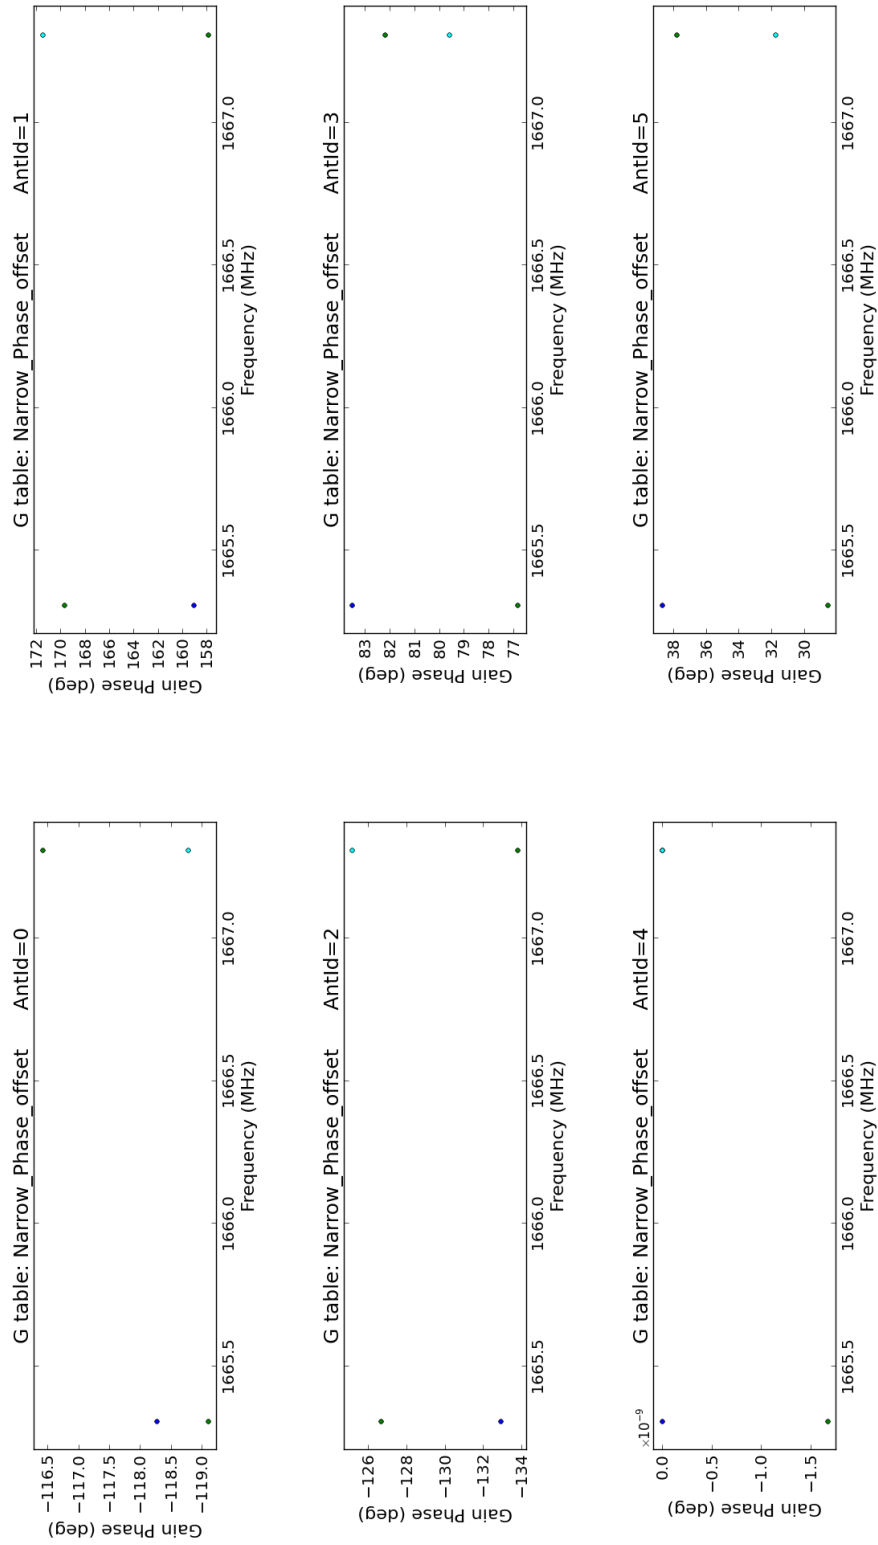 G table: Narrow_Phase_offset AntId=0
−116.5
−117.0
−117.5
−118.0
−118.5
−119.0
Gain Phase (deg)
1665.5 1666.0 1666.5 1667.0
Frequency (MHz)
G table: Narrow_Phase_offset AntId=1
172
170
168
166
164
162
160
158
Gain Phase (deg)
1665.5 1666.0 1666.5 1667.0
Frequency (MHz)
G table: Narrow_Phase_offset AntId=2
−126
−128
−130
−132
−134
Gain Phase (deg)
1665.5 1666.0 1666.5 1667.0
Frequency (MHz)
G table: Narrow_Phase_offset AntId=3
83
82
81
80
79
78
77
Gain Phase (deg)
1665.5 1666.0 1666.5 1667.0
Frequency (MHz)
G table: Narrow_Phase_offset AntId=4
×10⁻⁹
0.0
−0.5
−1.0
−1.5
Gain Phase (deg)
1665.5 1666.0 1666.5 1667.0
Frequency (MHz)
G table: Narrow_Phase_offset AntId=5
38
36
34
32
30
Gain Phase (deg)
1665.5 1666.0 1666.5 1667.0
Frequency (MHz)